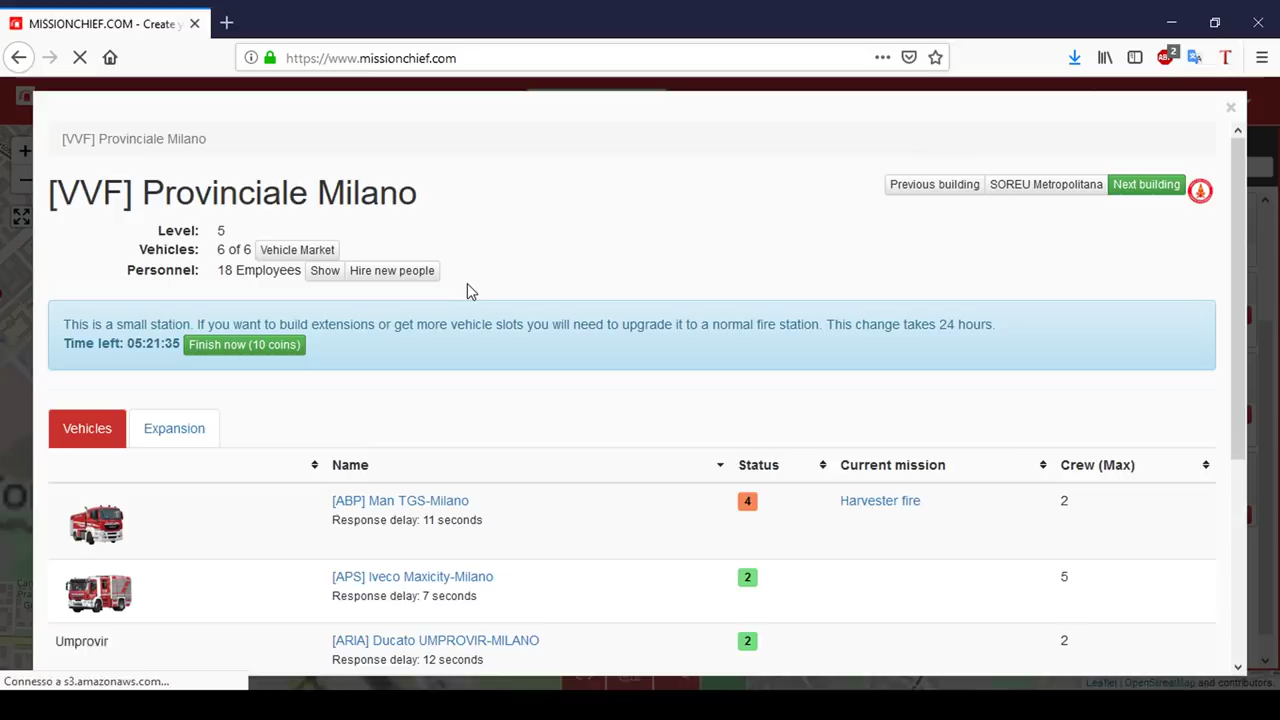 MISSIONCHIEF.COM - Create y
https://www.missionchief.com
2
[VVF] Provinciale Milano
[VVF] Provinciale Milano
Previous building SOREU Metropolitana Next building
Level: 5
Vehicles: 6 of 6 Vehicle Market
Personnel: 18 Employees Show Hire new people
This is a small station. If you want to build extensions or get more vehicle slots you will need to upgrade it to a normal fire station. This change takes 24 hours.
Time left: 05:21:35 Finish now (10 coins)
Vehicles Expansion
Name Status Current mission Crew (Max)
[ABP] Man TGS-Milano 4 Harvester fire 2
Response delay: 11 seconds
[APS] Iveco Maxicity-Milano 2 5
Response delay: 7 seconds
Umprovir [ARIA] Ducato UMPROVIR-MILANO 2 2
Response delay: 12 seconds
Connesso a s3.amazonaws.com...
Leaflet | OpenStreetMap and contributors.